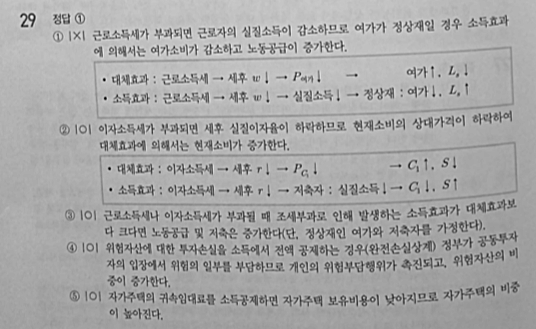 29 정답 ①
① |X| 근로소득세가 부과되면 근로자의 실질소득이 감소하므로 여가가 정상재일 경우 소득효과
에 의해서는 여가소비가 감소하고 노동공급이 증가한다.
• 대체효과 : 근로소득세 → 세후 w↓ → P여가↓ → 여가↑, Ls↓
• 소득효과 : 근로소득세 → 세후 w↓ → 실질소득↓ → 정상재 : 여가↓, Ls↑
② |O| 이자소득세가 부과되면 세후 실질이자율이 하락하므로 현재소비의 상대가격이 하락하여
대체효과에 의해서는 현재소비가 증가한다.
• 대체효과 : 이자소득세 → 세후 r↓ → PC1↓ → C1↑, S↓
• 소득효과 : 이자소득세 → 세후 r↓ → 저축자 : 실질소득↓ → C1↓, S↑
③ |O| 근로소득세나 이자소득세가 부과될 때 조세부과로 인해 발생하는 소득효과가 대체효과보
다 크다면 노동공급 및 저축은 증가한다(단, 정상재인 여가와 저축자를 가정한다).
④ |O| 위험자산에 대한 투자손실을 소득에서 전액 공제하는 경우(완전손실상계) 정부가 공동투자
자의 입장에서 위험의 일부를 부담하므로 개인의 위험부담행위가 촉진되고, 위험자산의 비
중이 증가한다.
⑤ |O| 자가주택의 귀속임대료를 소득공제하면 자가주택 보유비용이 낮아지므로 자가주택의 비중
이 높아진다.